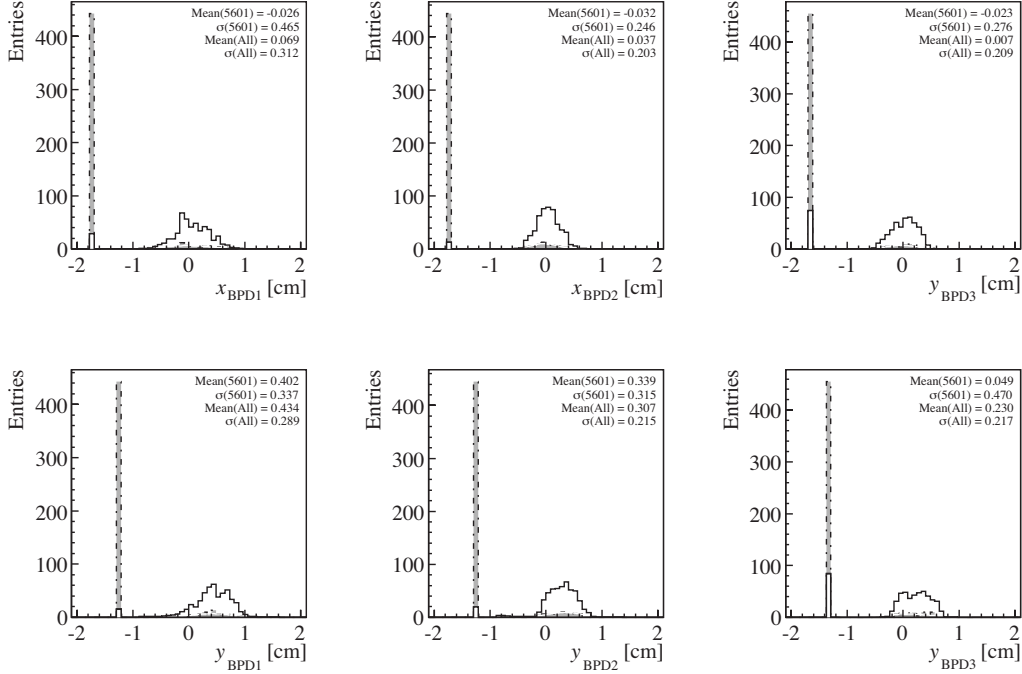 Entries
Mean(5601) = -0.026
σ(5601) = 0.465
Mean(All) = 0.069
σ(All) = 0.312
400
300
200
100
0
-2 -1 0 1 2
x BPD1 [cm]
Entries
Mean(5601) = -0.032
σ(5601) = 0.246
Mean(All) = 0.037
σ(All) = 0.203
400
300
200
100
0
-2 -1 0 1 2
x BPD2 [cm]
Entries
Mean(5601) = -0.023
σ(5601) = 0.276
Mean(All) = 0.007
σ(All) = 0.209
400
300
200
100
0
-2 -1 0 1 2
y BPD3 [cm]
Entries
Mean(5601) = 0.402
σ(5601) = 0.337
Mean(All) = 0.434
σ(All) = 0.289
400
300
200
100
0
-2 -1 0 1 2
y BPD1 [cm]
Entries
Mean(5601) = 0.339
σ(5601) = 0.315
Mean(All) = 0.307
σ(All) = 0.215
400
300
200
100
0
-2 -1 0 1 2
y BPD2 [cm]
Entries
Mean(5601) = 0.049
σ(5601) = 0.470
Mean(All) = 0.230
σ(All) = 0.217
400
300
200
100
0
-2 -1 0 1 2
y BPD3 [cm]